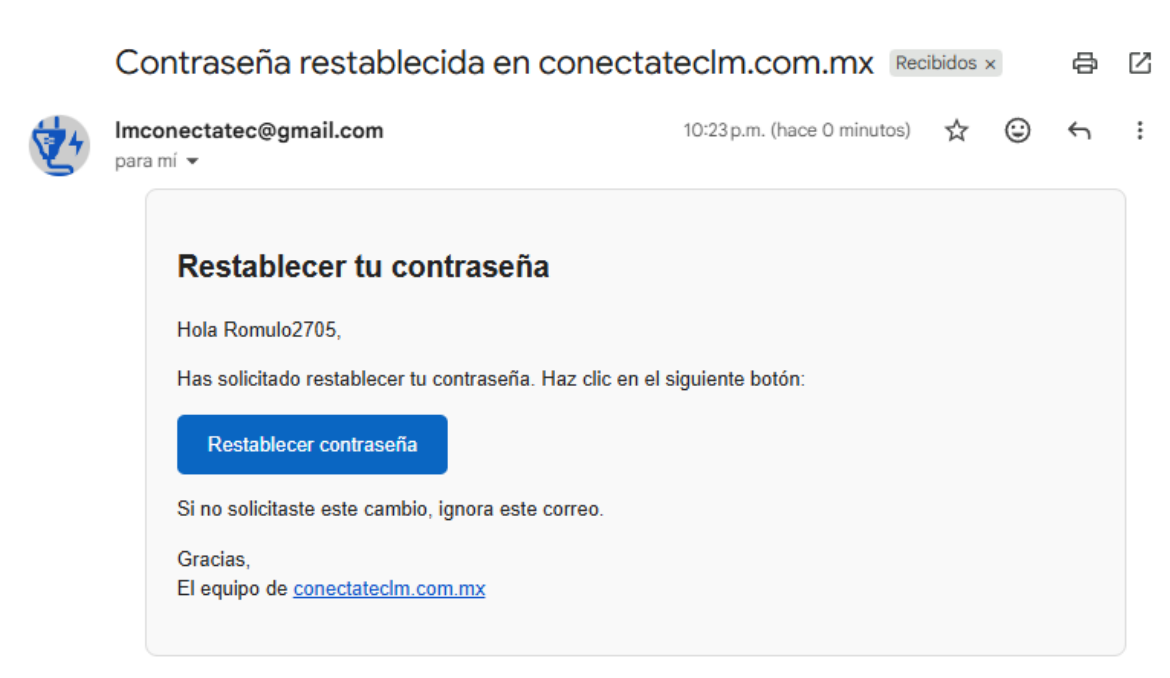 Contraseña restablecida en conectateclm.com.mx Recibidos ×
lmconectatec@gmail.com 10:23 p.m. (hace 0 minutos)
para mí
Restablecer tu contraseña
Hola Romulo2705,
Has solicitado restablecer tu contraseña. Haz clic en el siguiente botón:
Restablecer contraseña
Si no solicitaste este cambio, ignora este correo.
Gracias,
El equipo de conectateclm.com.mx